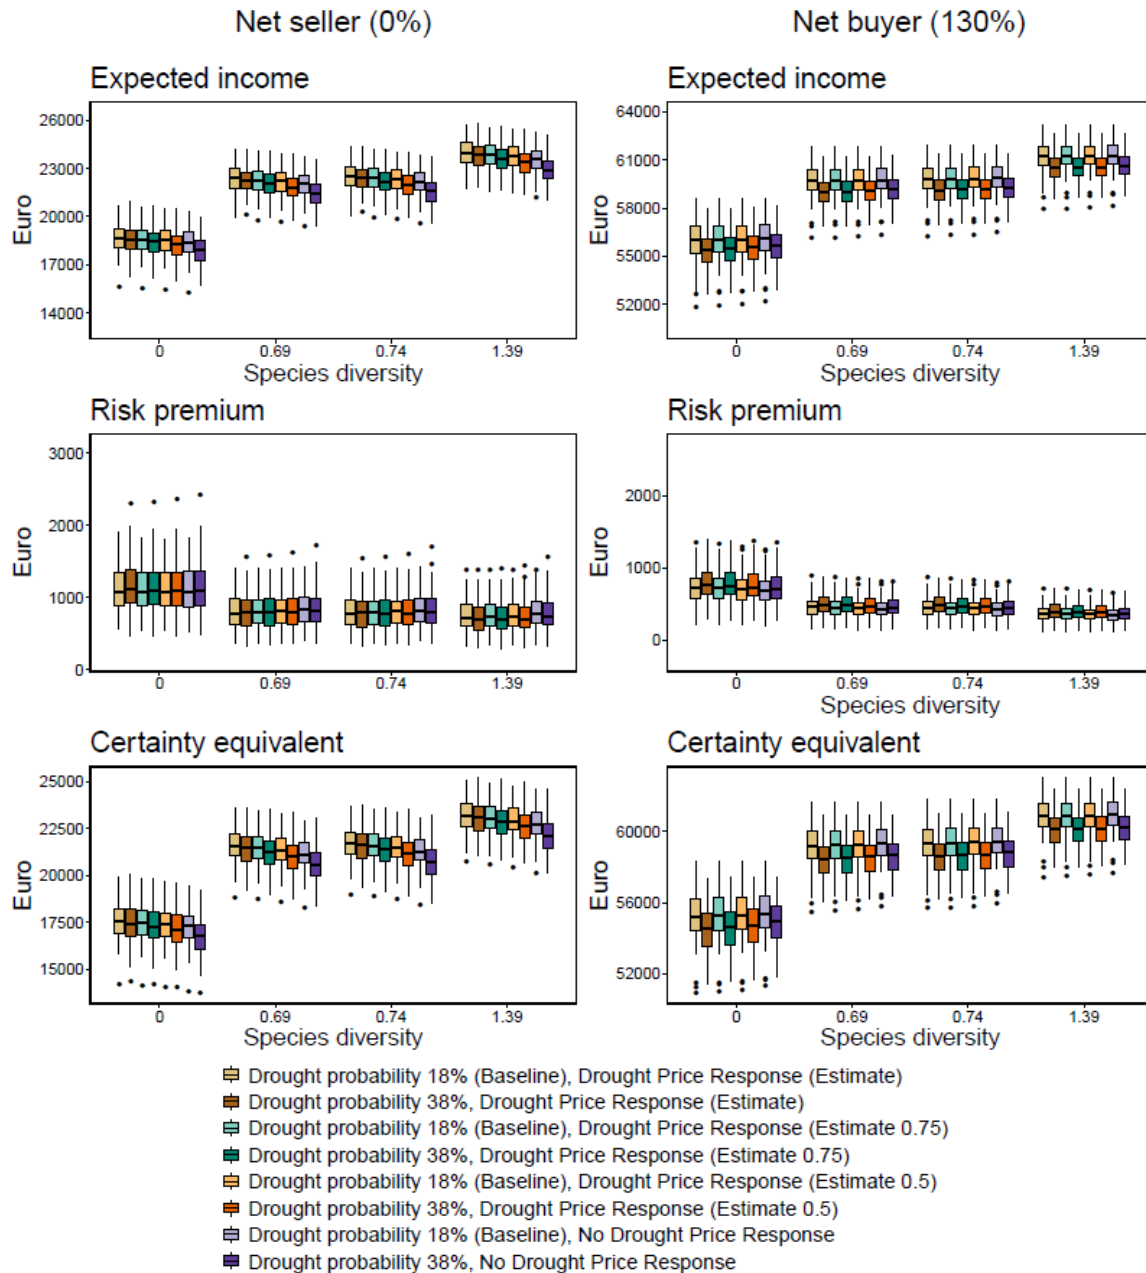 Net seller (0%)
Net buyer (130%)
Expected income
Expected income
Euro
26000
23000
20000
17000
14000
0
0.69
0.74
1.39
Species diversity
Euro
64000
61000
58000
55000
52000
0
0.69
0.74
1.39
Species diversity
Risk premium
Risk premium
Euro
3000
2000
1000
0
0
0.69
0.74
1.39
Species diversity
Euro
2000
1000
0
0
0.69
0.74
1.39
Species diversity
Certainty equivalent
Certainty equivalent
Euro
25000
22500
20000
17500
15000
0
0.69
0.74
1.39
Species diversity
Euro
60000
56000
52000
0
0.69
0.74
1.39
Species diversity
Drought probability 18% (Baseline), Drought Price Response (Estimate)
Drought probability 38%, Drought Price Response (Estimate)
Drought probability 18% (Baseline), Drought Price Response (Estimate 0.75)
Drought probability 38%, Drought Price Response (Estimate 0.75)
Drought probability 18% (Baseline), Drought Price Response (Estimate 0.5)
Drought probability 38%, Drought Price Response (Estimate 0.5)
Drought probability 18% (Baseline), No Drought Price Response
Drought probability 38%, No Drought Price Response